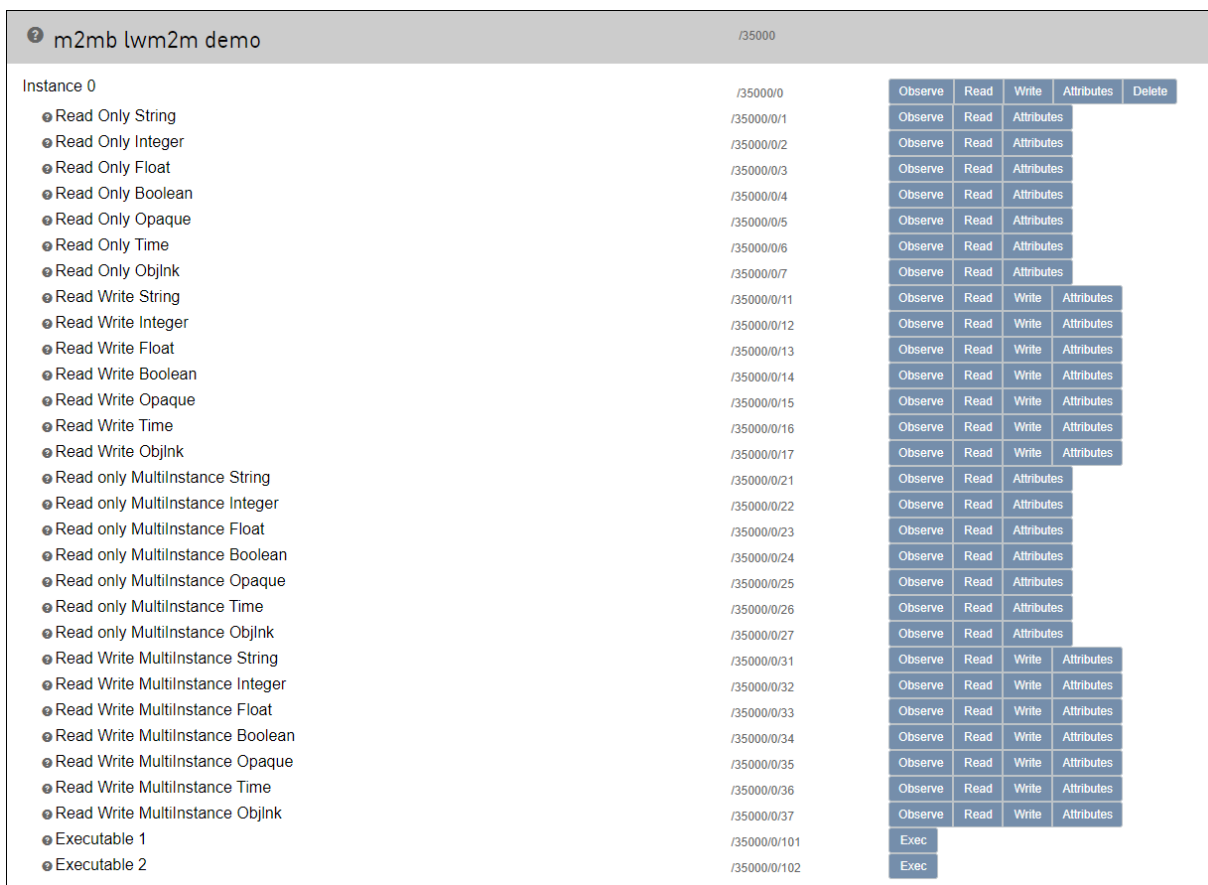 m2mb lwm2m demo /35000
Instance 0 /35000/0 Observe Read Write Attributes Delete
Read Only String /35000/0/1 Observe Read Attributes
Read Only Integer /35000/0/2 Observe Read Attributes
Read Only Float /35000/0/3 Observe Read Attributes
Read Only Boolean /35000/0/4 Observe Read Attributes
Read Only Opaque /35000/0/5 Observe Read Attributes
Read Only Time /35000/0/6 Observe Read Attributes
Read Only Objlnk /35000/0/7 Observe Read Attributes
Read Write String /35000/0/11 Observe Read Write Attributes
Read Write Integer /35000/0/12 Observe Read Write Attributes
Read Write Float /35000/0/13 Observe Read Write Attributes
Read Write Boolean /35000/0/14 Observe Read Write Attributes
Read Write Opaque /35000/0/15 Observe Read Write Attributes
Read Write Time /35000/0/16 Observe Read Write Attributes
Read Write Objlnk /35000/0/17 Observe Read Write Attributes
Read only MultiInstance String /35000/0/21 Observe Read Attributes
Read only MultiInstance Integer /35000/0/22 Observe Read Attributes
Read only MultiInstance Float /35000/0/23 Observe Read Attributes
Read only MultiInstance Boolean /35000/0/24 Observe Read Attributes
Read only MultiInstance Opaque /35000/0/25 Observe Read Attributes
Read only MultiInstance Time /35000/0/26 Observe Read Attributes
Read only MultiInstance Objlnk /35000/0/27 Observe Read Attributes
Read Write MultiInstance String /35000/0/31 Observe Read Write Attributes
Read Write MultiInstance Integer /35000/0/32 Observe Read Write Attributes
Read Write MultiInstance Float /35000/0/33 Observe Read Write Attributes
Read Write MultiInstance Boolean /35000/0/34 Observe Read Write Attributes
Read Write MultiInstance Opaque /35000/0/35 Observe Read Write Attributes
Read Write MultiInstance Time /35000/0/36 Observe Read Write Attributes
Read Write MultiInstance Objlnk /35000/0/37 Observe Read Write Attributes
Executable 1 /35000/0/101 Exec
Executable 2 /35000/0/102 Exec